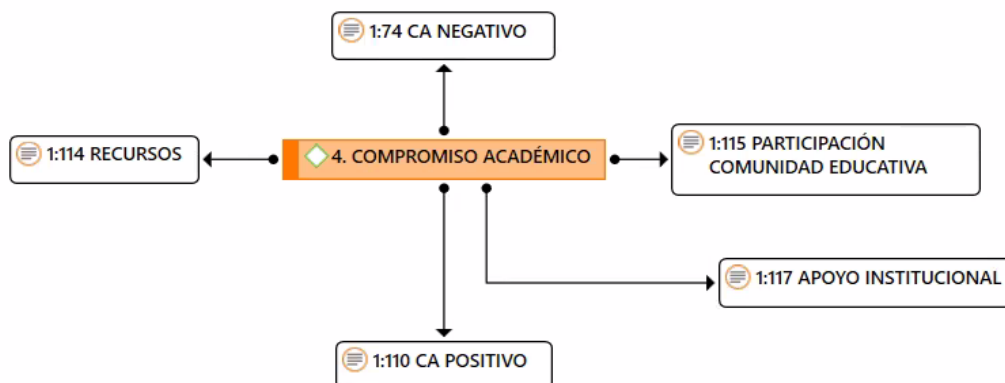 1:74 CA NEGATIVO
1:114 RECURSOS
4. COMPROMISO ACADÉMICO
1:115 PARTICIPACIÓN
COMUNIDAD EDUCATIVA
1:117 APOYO INSTITUCIONAL
1:110 CA POSITIVO